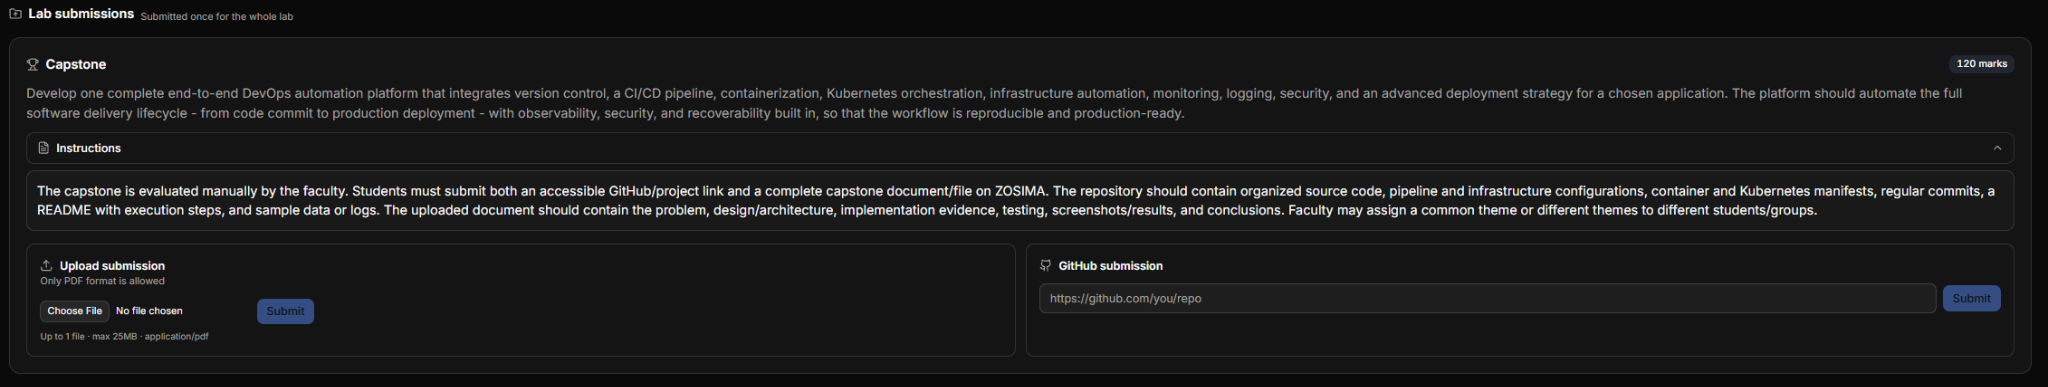 Lab submissions Submitted once for the whole lab
Capstone
120 marks
Develop one complete end-to-end DevOps automation platform that integrates version control, a CI/CD pipeline, containerization, Kubernetes orchestration, infrastructure automation, monitoring, logging, security, and an advanced deployment strategy for a chosen application. The platform should automate the full
software delivery lifecycle - from code commit to production deployment - with observability, security, and recoverability built in, so that the workflow is reproducible and production-ready.
Instructions
The capstone is evaluated manually by the faculty. Students must submit both an accessible GitHub/project link and a complete capstone document/file on ZOSIMA. The repository should contain organized source code, pipeline and infrastructure configurations, container and Kubernetes manifests, regular commits, a
README with execution steps, and sample data or logs. The uploaded document should contain the problem, design/architecture, implementation evidence, testing, screenshots/results, and conclusions. Faculty may assign a common theme or different themes to different students/groups.
Upload submission
Only PDF format is allowed
Choose File No file chosen Submit
Up to 1 file · max 25MB · application/pdf
GitHub submission
https://github.com/you/repo Submit